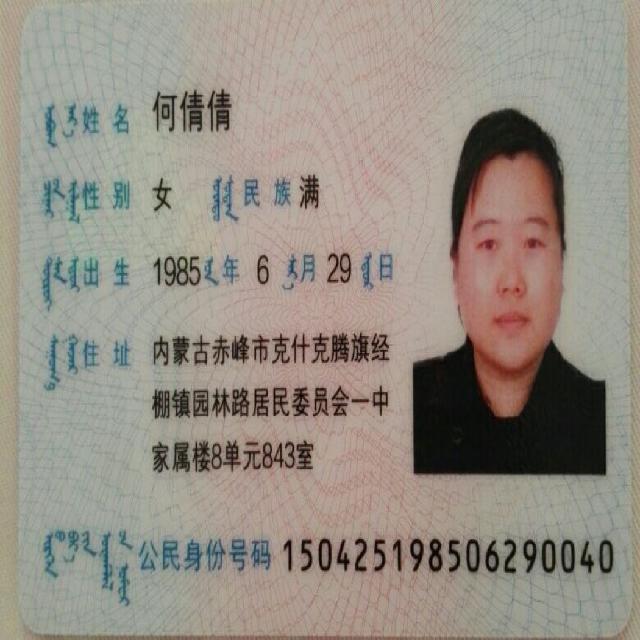 姓名 何倩倩
性别 女 民族 满
出生 1985年 6月 29日
住址 内蒙古赤峰市克什克腾旗经
棚镇园林路居民委员会一中
家属楼8单元843室
公民身份号码 150425198506290040